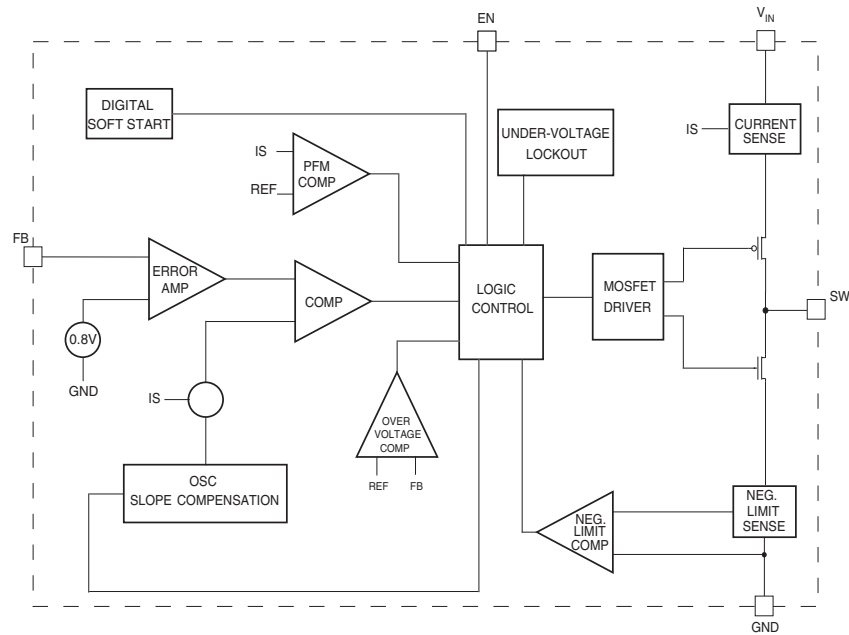 EN
VIN
DIGITAL
SOFT START
IS
PFM
COMP
REF
UNDER-VOLTAGE
LOCKOUT
IS
CURRENT
SENSE
FB
ERROR
AMP
COMP
LOGIC
CONTROL
MOSFET
DRIVER
SW
0.8V
GND
IS
OVER
VOLTAGE
COMP
REF
FB
OSC
SLOPE COMPENSATION
NEG.
LIMIT
COMP
NEG.
LIMIT
SENSE
GND